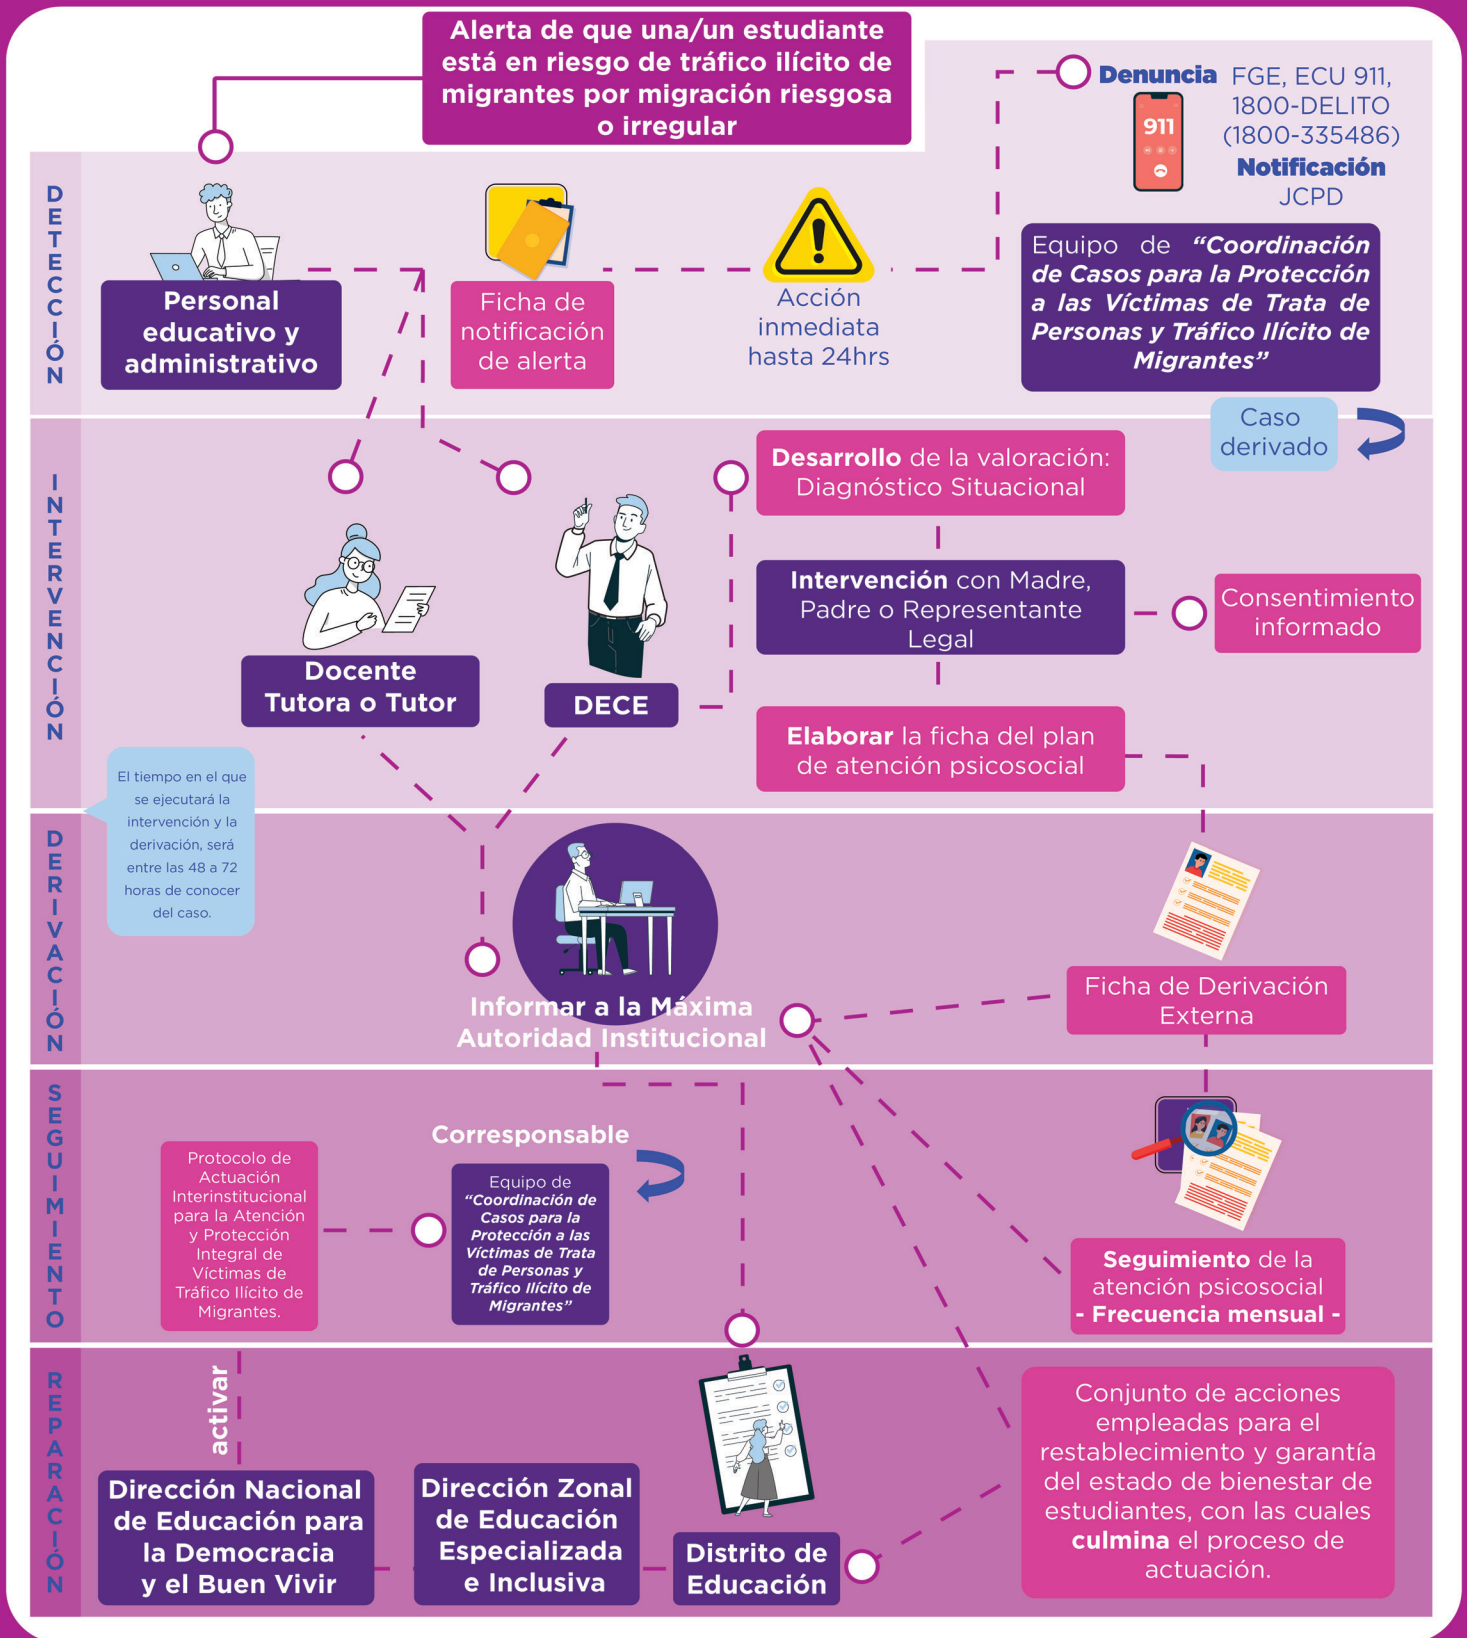 Alerta de que una/un estudiante
está en riesgo de tráfico ilícito de
migrantes por migración riesgosa
o irregular
Denuncia FGE, ECU 911,
1800-DELITO
(1800-335486)
Notificación
JCPD
911
DETECCIÓN
Personal
educativo y
administrativo
Ficha de
notificación
de alerta
Acción
inmediata
hasta 24hrs
Equipo de “Coordinación
de Casos para la Protección
a las Víctimas de Trata de
Personas y Tráfico Ilícito de
Migrantes”
Caso
derivado
INTERVENCIÓN
Desarrollo de la valoración:
Diagnóstico Situacional
Intervención con Madre,
Padre o Representante
Legal
Consentimiento
informado
Docente
Tutora o Tutor
DECE
Elaborar la ficha del plan
de atención psicosocial
El tiempo en el que
se ejecutará la
intervención y la
derivación, será
entre las 48 a 72
horas de conocer
del caso.
DERIVACIÓN
Informar a la Máxima
Autoridad Institucional
Ficha de Derivación
Externa
SEGUIMIENTO
Protocolo de
Actuación
Interinstitucional
para la Atención
y Protección
Integral de
Víctimas de
Tráfico Ilícito de
Migrantes.
Corresponsable
Equipo de
“Coordinación de
Casos para la
Protección a las
Víctimas de Trata
de Personas y
Tráfico Ilícito de
Migrantes”
Seguimiento de la
atención psicosocial
- Frecuencia mensual -
REPARACIÓN
activar
Dirección Nacional
de Educación para
la Democracia
y el Buen Vivir
Dirección Zonal
de Educación
Especializada
e Inclusiva
Distrito de
Educación
Conjunto de acciones
empleadas para el
restablecimiento y garantía
del estado de bienestar de
estudiantes, con las cuales
culmina el proceso de
actuación.